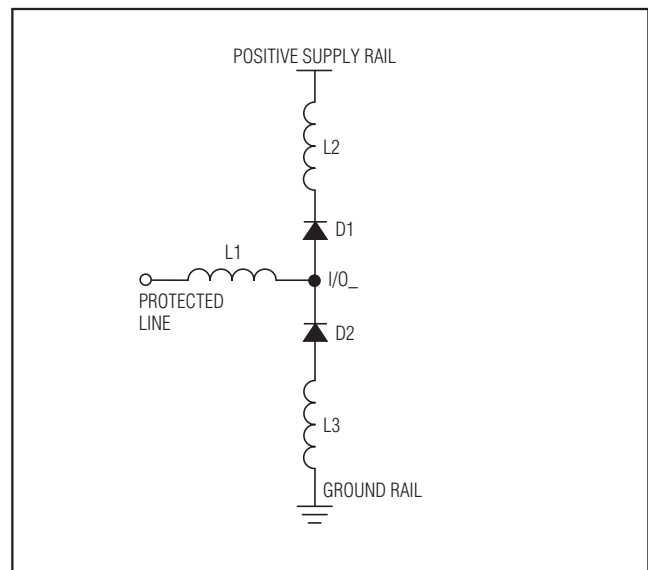 POSITIVE SUPPLY RAIL
L2
D1
L1
I/O_
PROTECTED
LINE
D2
L3
GROUND RAIL